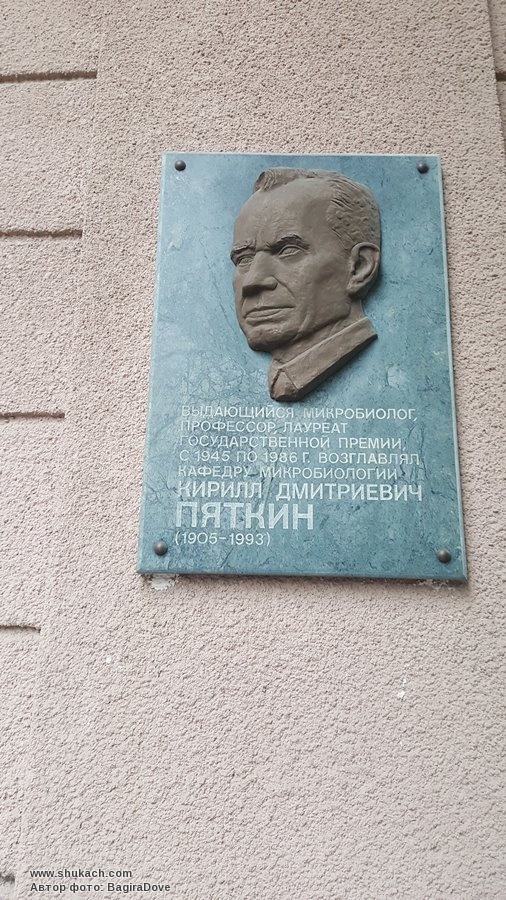 ВЫДАЮЩИЙСЯ МИКРОБИОЛОГ,
ПРОФЕССОР, ЛАУРЕАТ
ГОСУДАРСТВЕННОЙ ПРЕМИИ,
С 1945 ПО 1986 Г. ВОЗГЛАВЛЯЛ
КАФЕДРУ МИКРОБИОЛОГИИ
КИРИЛЛ ДМИТРИЕВИЧ
ПЯТКИН
(1905-1993)
www.shukach.com
Автор фото: BagiraDove